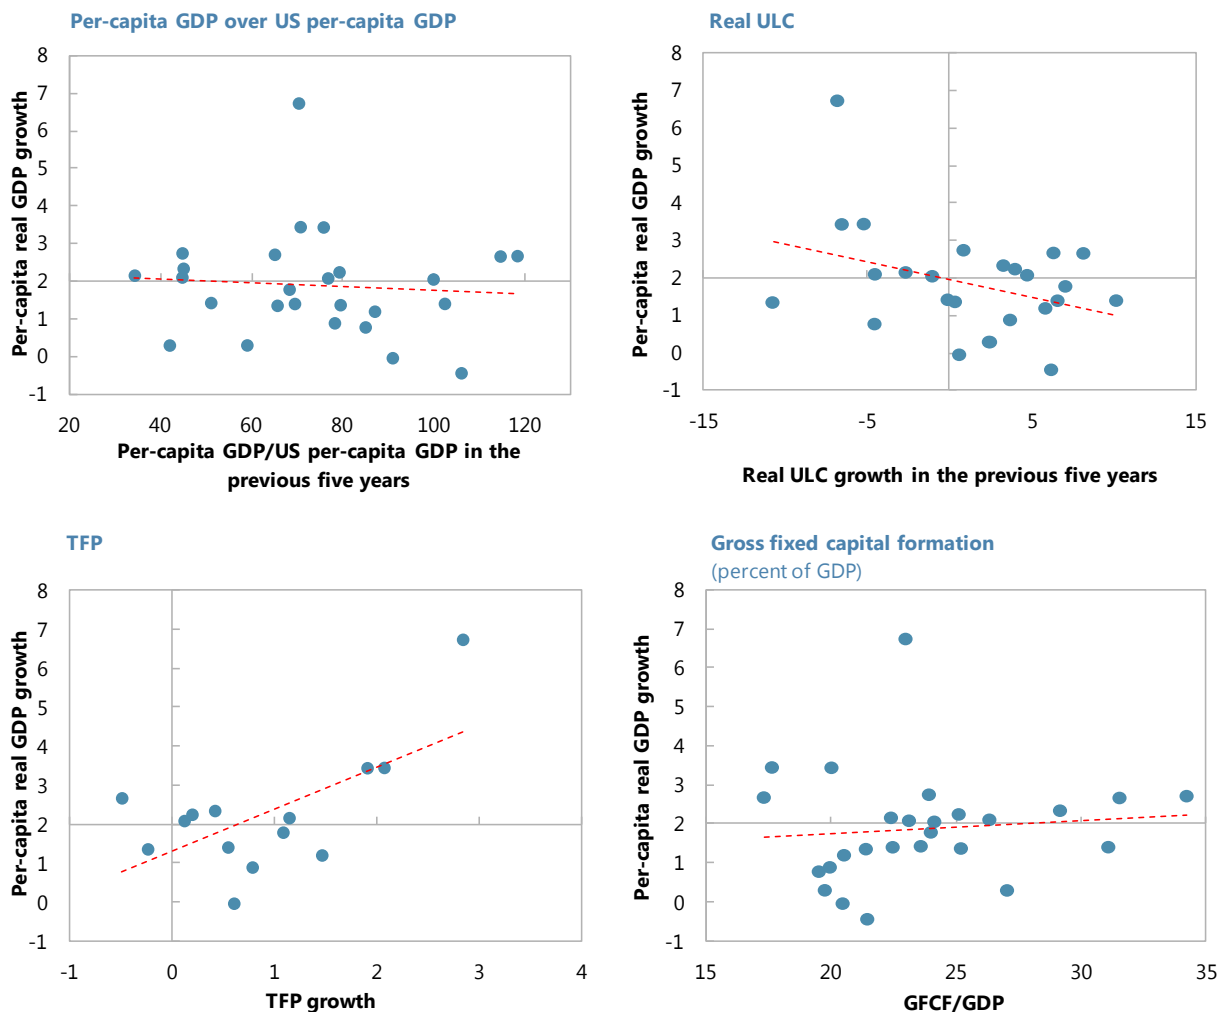 Per-capita GDP over US per-capita GDP
Per-capita real GDP growth
8
7
6
5
4
3
2
1
0
-1
20 40 60 80 100 120
Per-capita GDP/US per-capita GDP in the
previous five years
Real ULC
Per-capita real GDP growth
8
7
6
5
4
3
2
1
0
-1
-15 -5 5 15
Real ULC growth in the previous five years
TFP
Per-capita real GDP growth
8
7
6
5
4
3
2
1
0
-1
-1 0 1 2 3 4
TFP growth
Gross fixed capital formation
(percent of GDP)
Per-capita real GDP growth
8
7
6
5
4
3
2
1
0
-1
15 20 25 30 35
GFCF/GDP